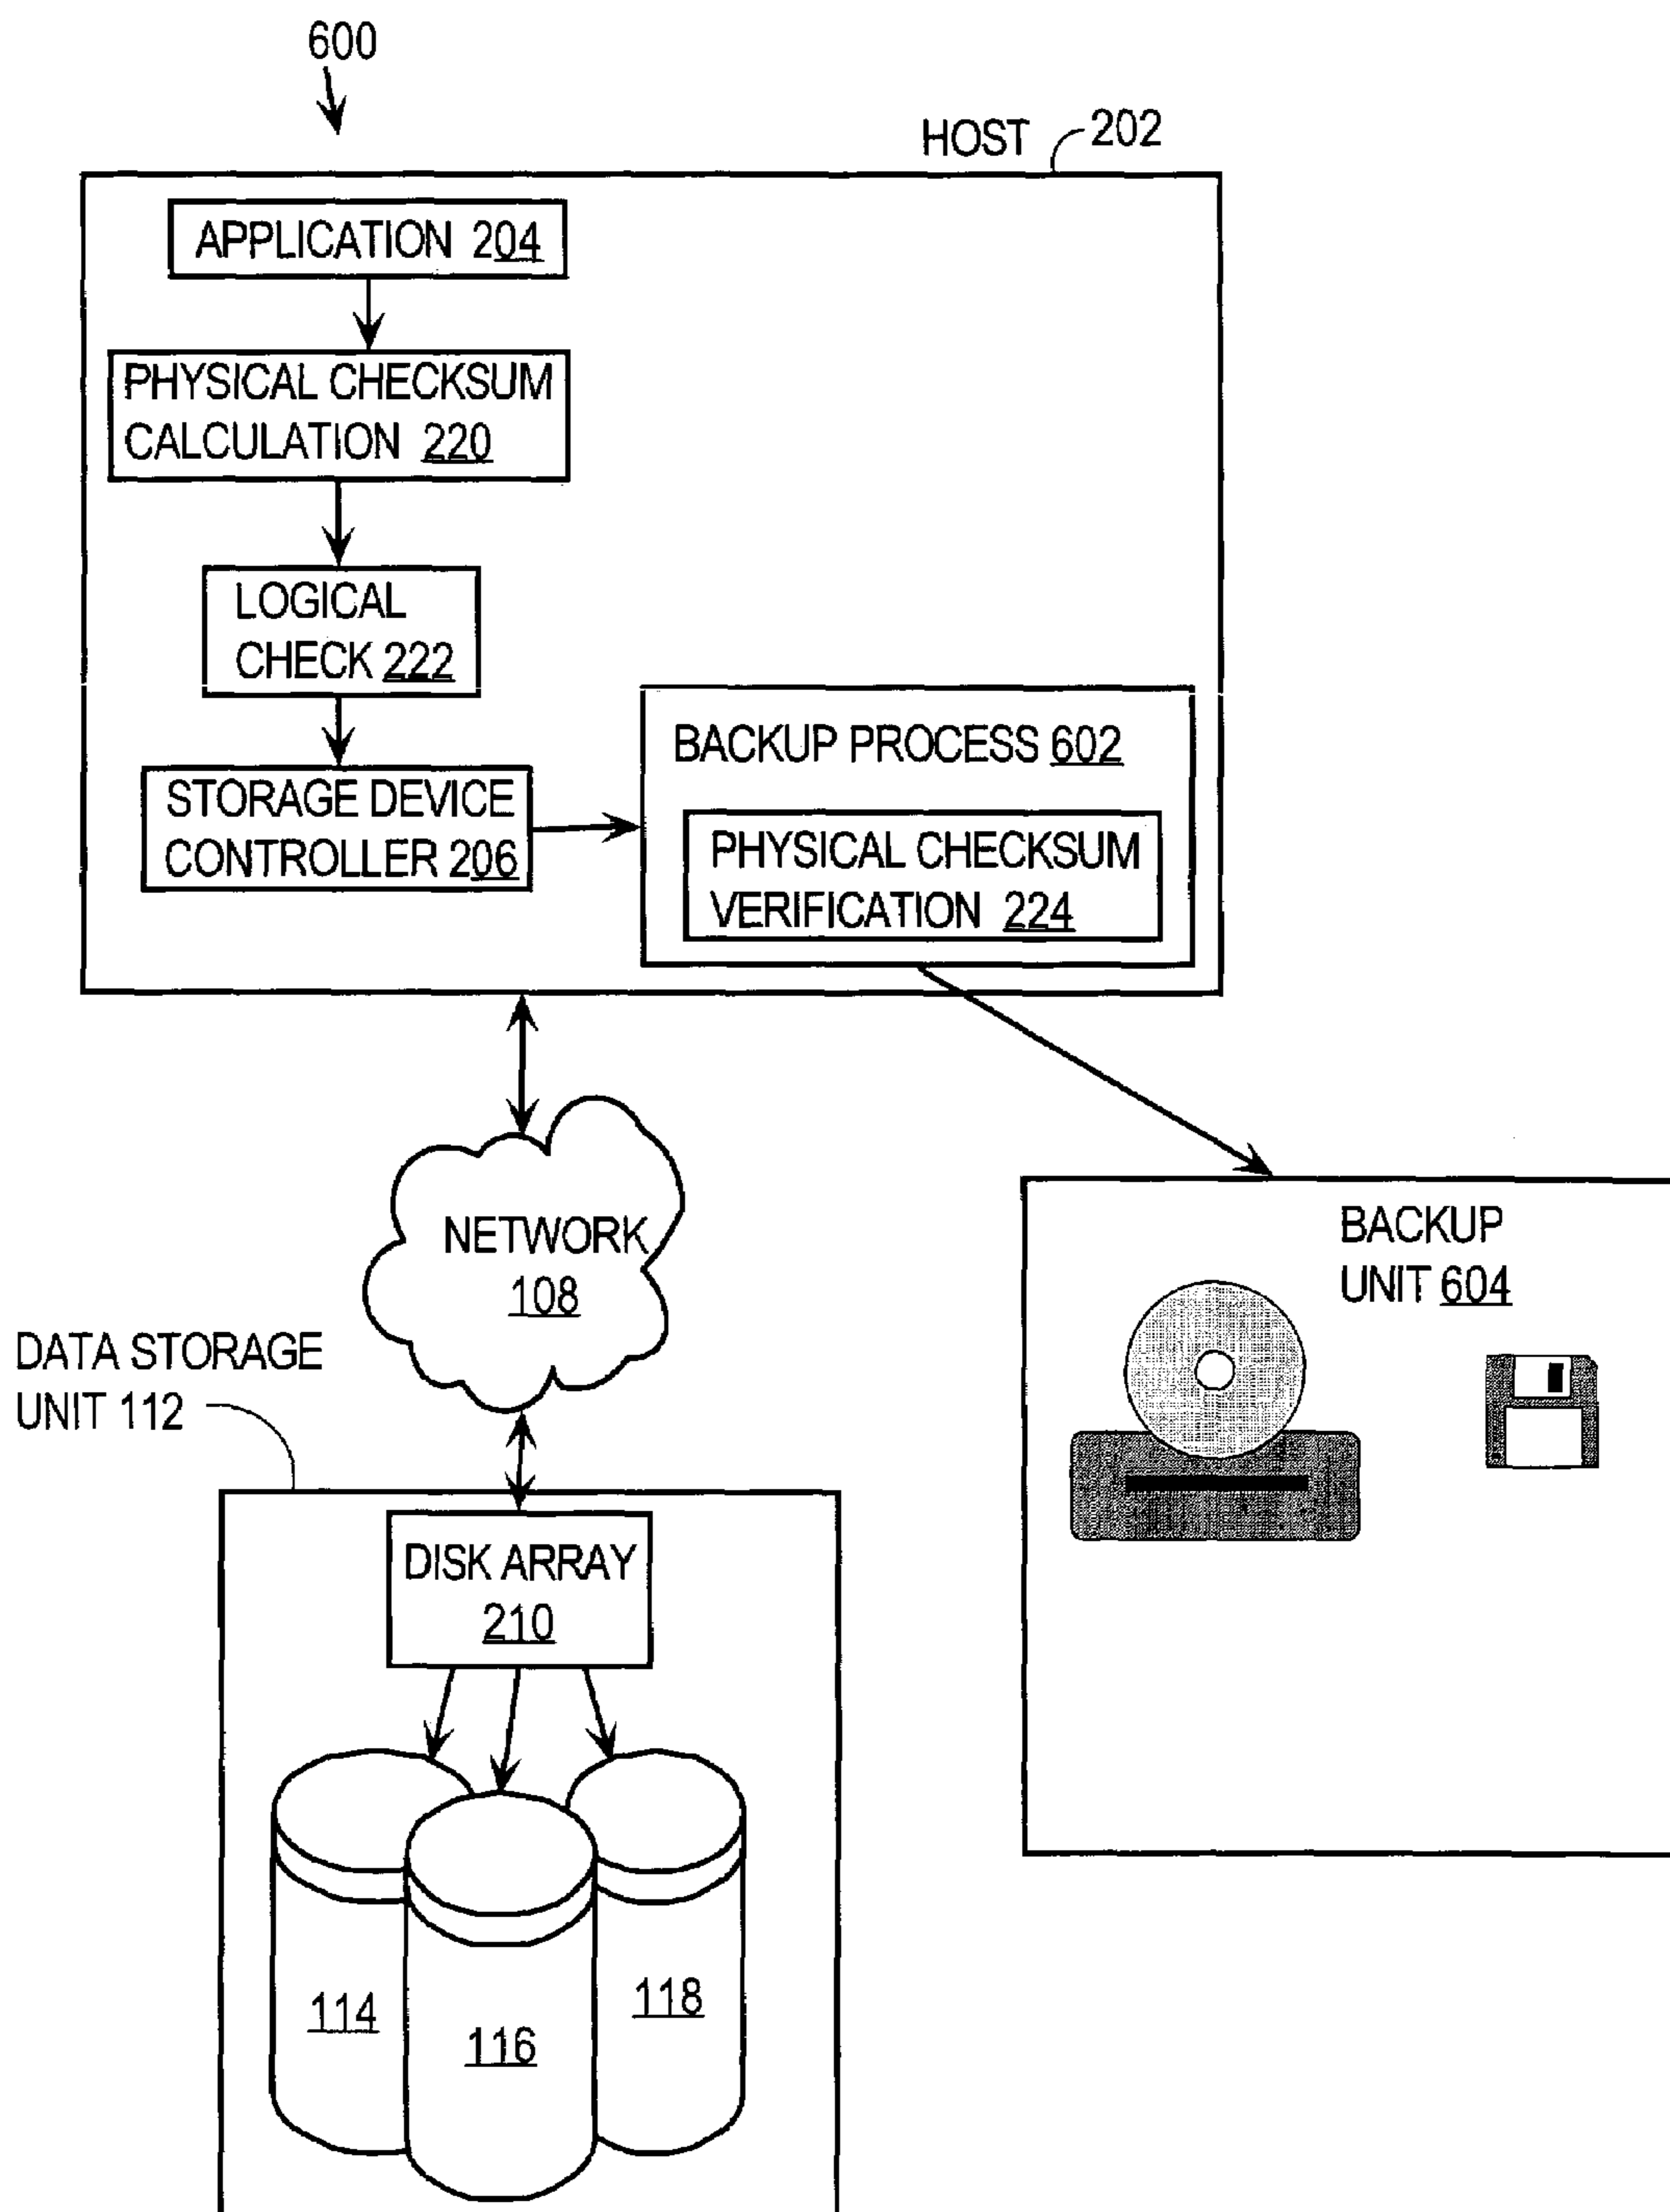 600
HOST 202
APPLICATION 204
PHYSICAL CHECKSUM
CALCULATION 220
LOGICAL
CHECK 222
STORAGE DEVICE
CONTROLLER 206
BACKUP PROCESS 602
PHYSICAL CHECKSUM
VERIFICATION 224
NETWORK
108
BACKUP
UNIT 604
DATA STORAGE
UNIT 112
DISK ARRAY
210
114
116
118